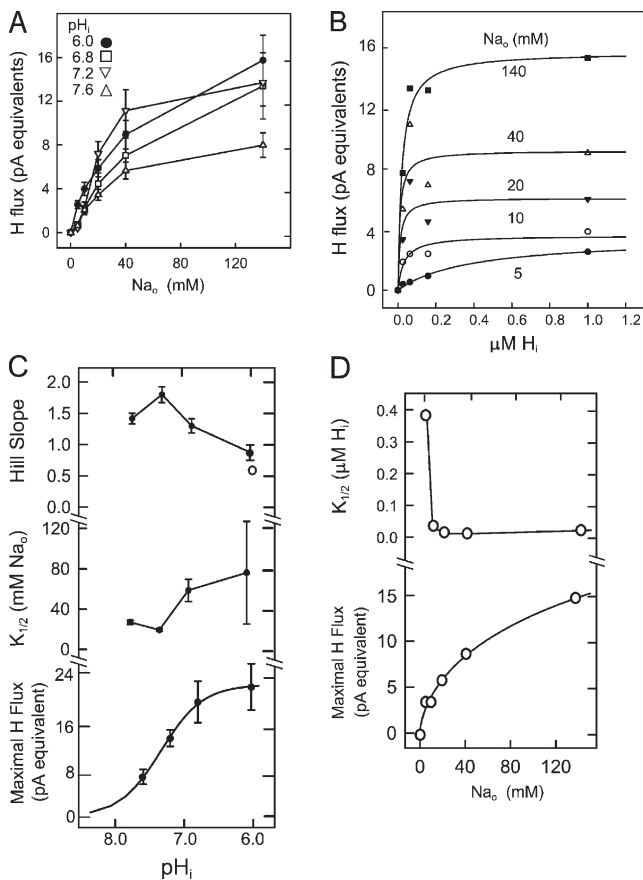 A
pHi
6.0
6.8
7.2
7.6
H flux (pA equivalents)
16
12
8
4
0
0 40 80 120
Nao (mM)
B
Nao (mM)
140
40
20
10
5
H flux (pA equivalents)
16
12
8
4
0
0.0 0.2 0.4 0.6 0.8 1.0 1.2
μM Hi
C
Hill Slope
2.0
1.5
1.0
0.5
0.0
K1/2 (mM Nao)
120
80
40
0
Maximal H Flux
(pA equivalent)
24
16
8
0
8.0 7.0 6.0
pHi
D
K1/2 (μM Hi)
0.4
0.3
0.2
0.1
0.0
Maximal H Flux
(pA equivalent)
15
10
5
0
0 40 80 120
Nao (mM)